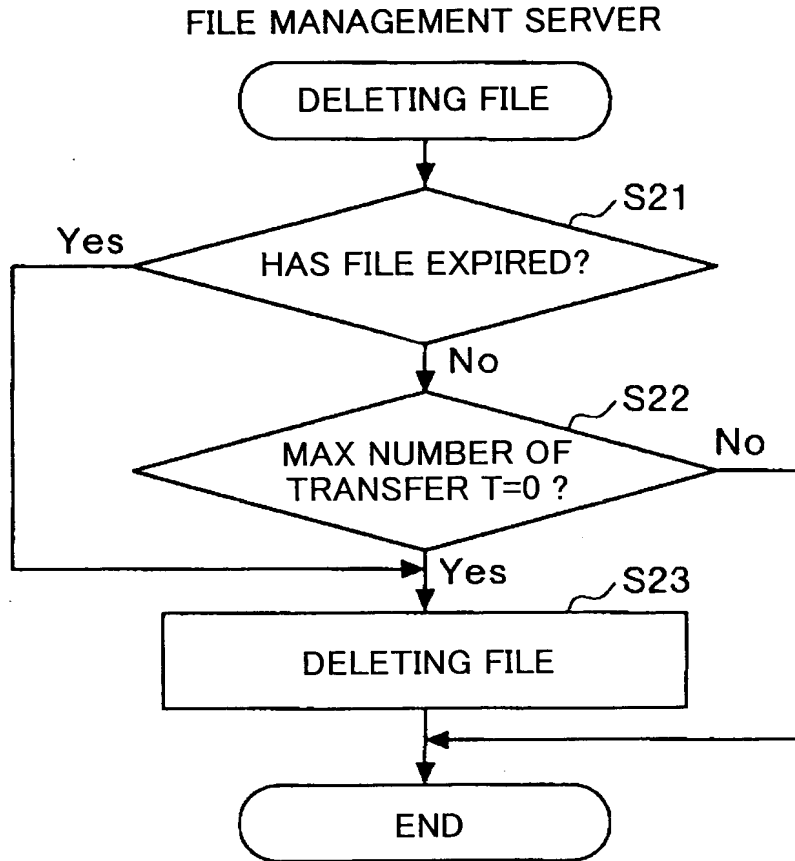 FILE MANAGEMENT SERVER
DELETING FILE
S21
Yes
HAS FILE EXPIRED?
No
S22
No
MAX NUMBER OF
TRANSFER T=0 ?
Yes
S23
DELETING FILE
END